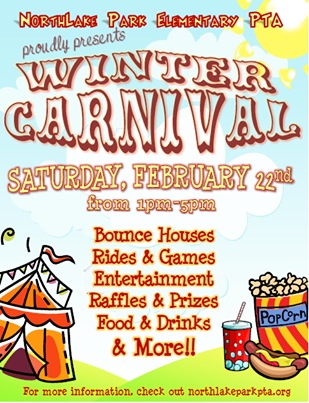 NorthLake Park Elementary PTA
proudly presents
WINTER
CARNIVAL
SATURDAY, FEBRUARY 22nd
from 1pm-5pm
Bounce Houses
Rides & Games
Entertainment
Raffles & Prizes
Food & Drinks
& More!!
PopCorn
For more information, check out northlakeparkpta.org